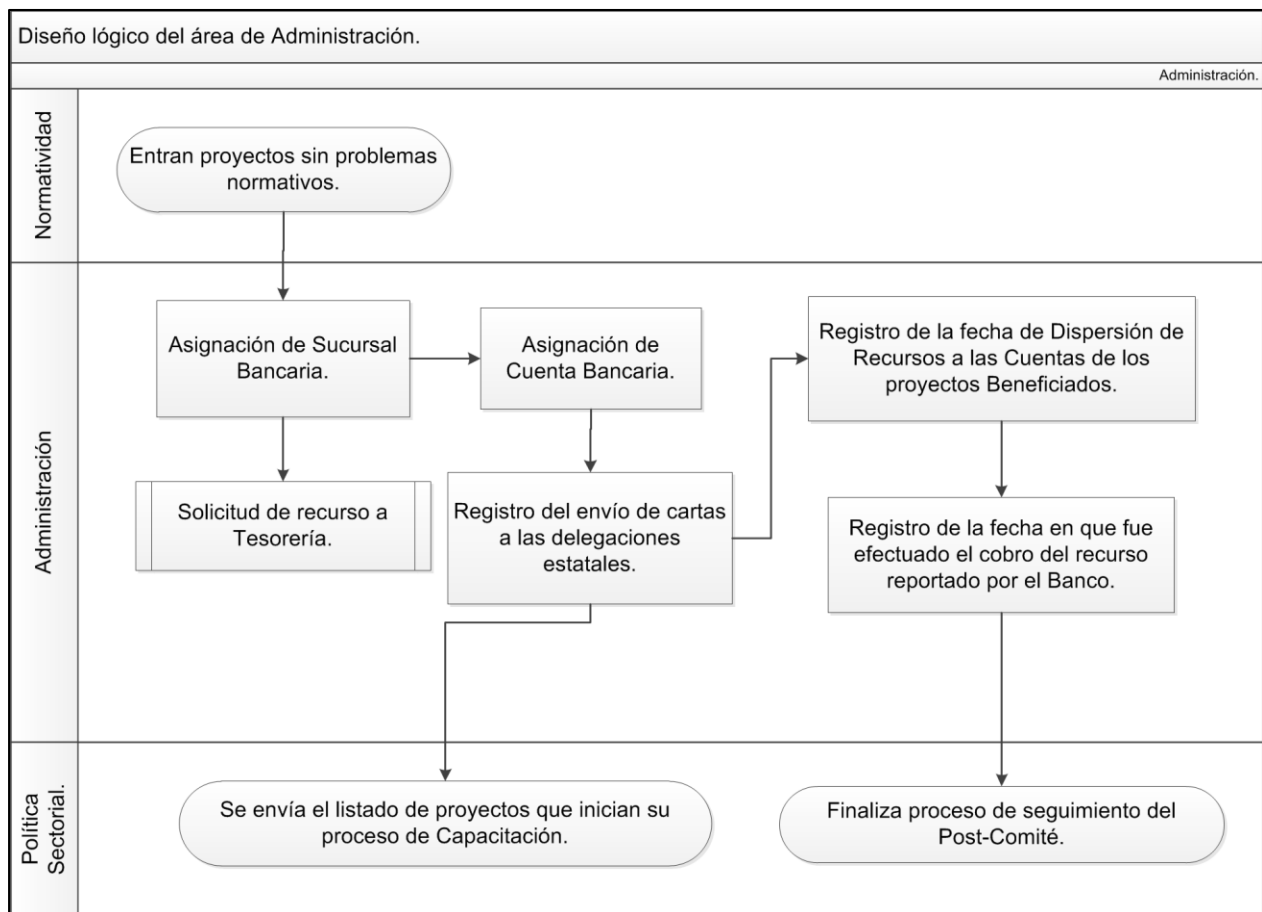 Diseño lógico del área de Administración.
Administración.
Normatividad
Entran proyectos sin problemas
normativos.
Administración
Asignación de Sucursal
Bancaria.
Asignación de
Cuenta Bancaria.
Registro de la fecha de Dispersión de
Recursos a las Cuentas de los
proyectos Beneficiados.
Solicitud de recurso a
Tesorería.
Registro del envío de cartas
a las delegaciones
estatales.
Registro de la fecha en que fue
efectuado el cobro del recurso
reportado por el Banco.
Política
Sectorial.
Se envía el listado de proyectos que inician su
proceso de Capacitación.
Finaliza proceso de seguimiento del
Post-Comité.